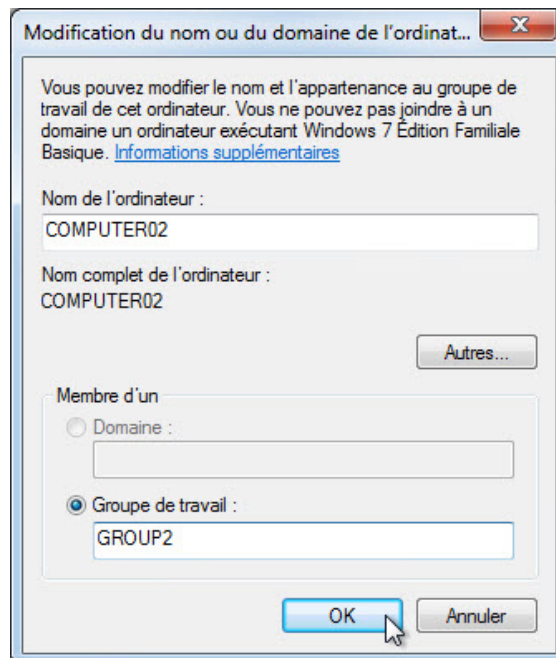 Modification du nom ou du domaine de l'ordinat...
Vous pouvez modifier le nom et l'appartenance au groupe de
travail de cet ordinateur. Vous ne pouvez pas joindre à un
domaine un ordinateur exécutant Windows 7 Édition Familiale
Basique. Informations supplémentaires
Nom de l'ordinateur :
COMPUTER02
Nom complet de l'ordinateur :
COMPUTER02
Autres...
Membre d'un
Domaine :
Groupe de travail :
GROUP2
OK
Annuler